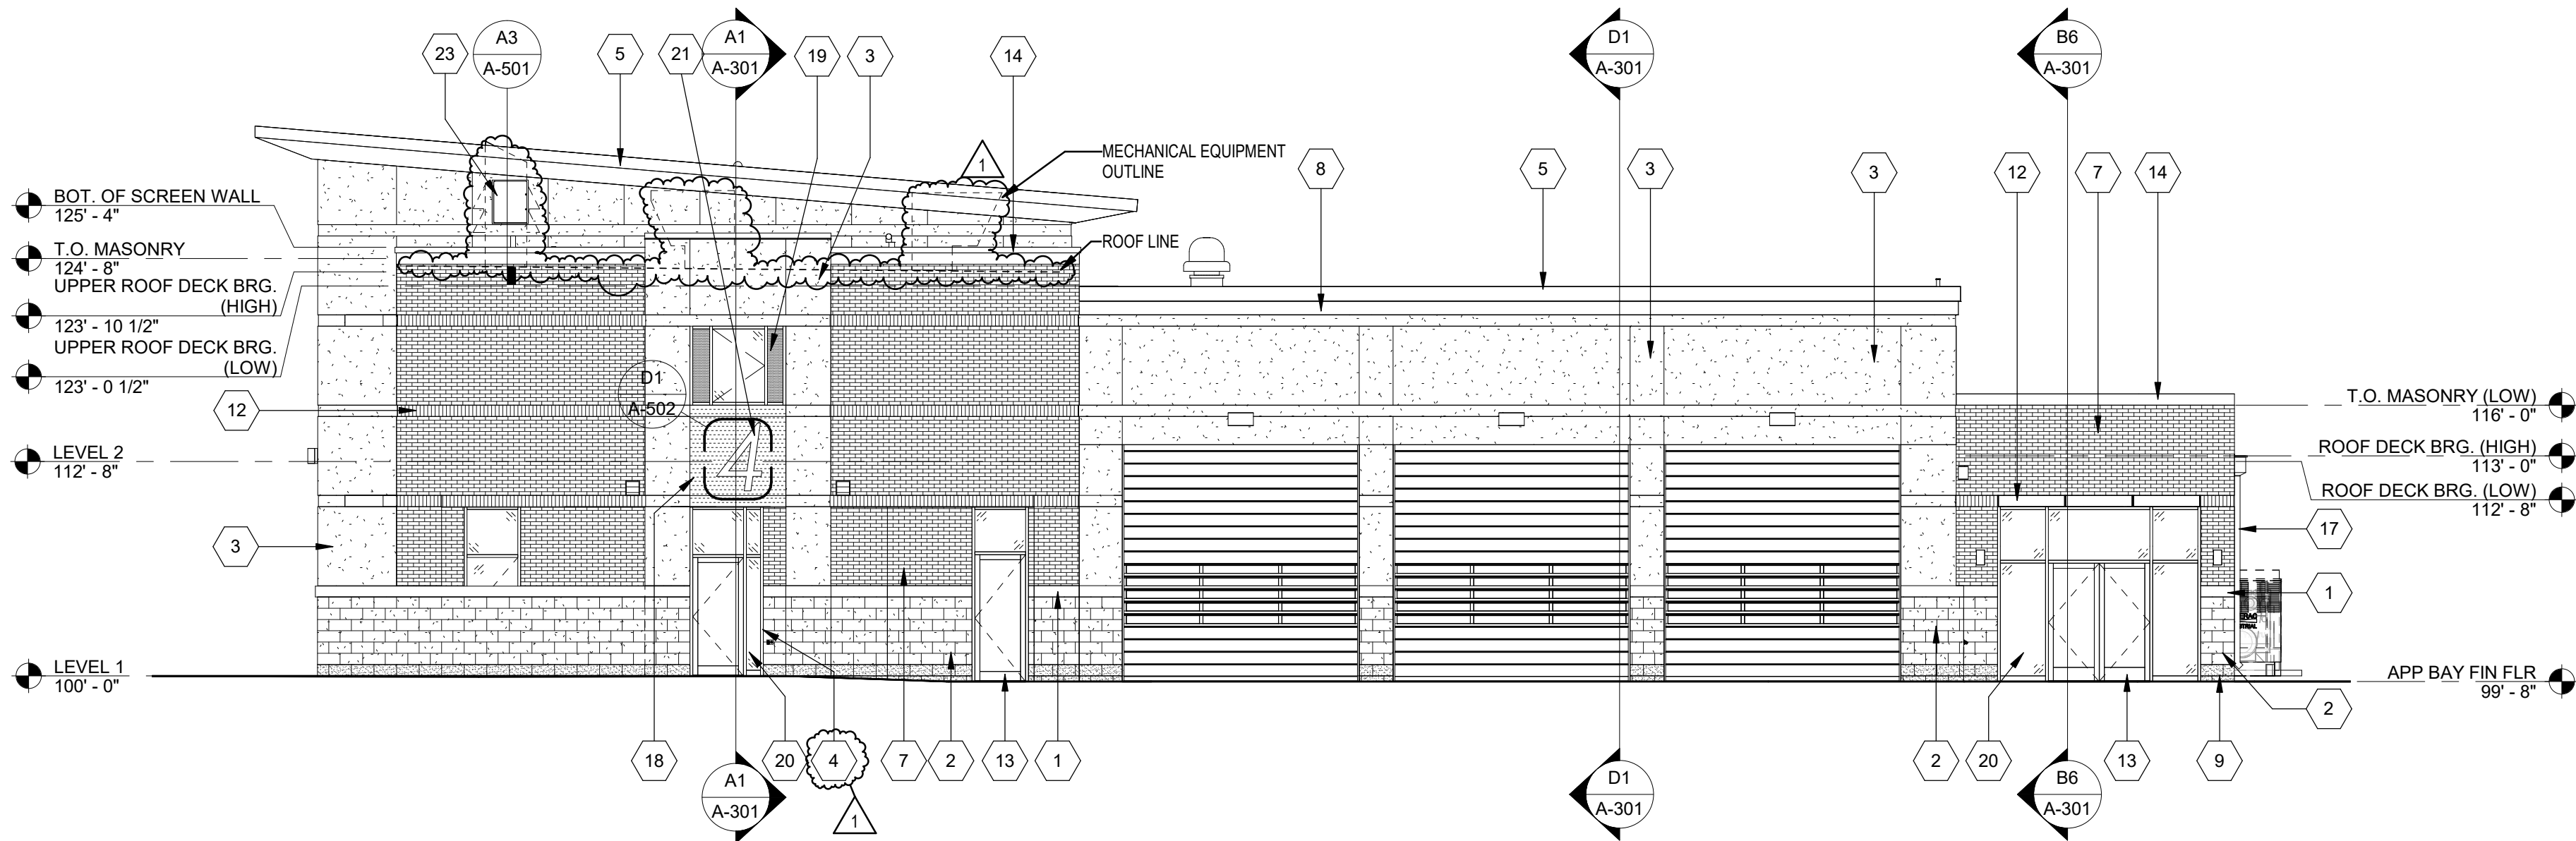 23
A3
A-501
5
21
A1
A-301
19
3
14
D1
A-301
B6
A-301
1
MECHANICAL EQUIPMENT
OUTLINE
8
5
3
3
12
7
14
BOT. OF SCREEN WALL
125' - 4"
T.O. MASONRY
124' - 8"
UPPER ROOF DECK BRG.
(HIGH)
123' - 10 1/2"
UPPER ROOF DECK BRG.
(LOW)
123' - 0 1/2"
ROOF LINE
D1
A-502
12
4
LEVEL 2
112' - 8"
T.O. MASONRY (LOW)
116' - 0"
ROOF DECK BRG. (HIGH)
113' - 0"
ROOF DECK BRG. (LOW)
112' - 8"
17
3
1
LEVEL 1
100' - 0"
APP BAY FIN FLR
99' - 8"
2
18
20
4
7
2
13
1
2
20
13
9
A1
A-301
1
D1
A-301
B6
A-301